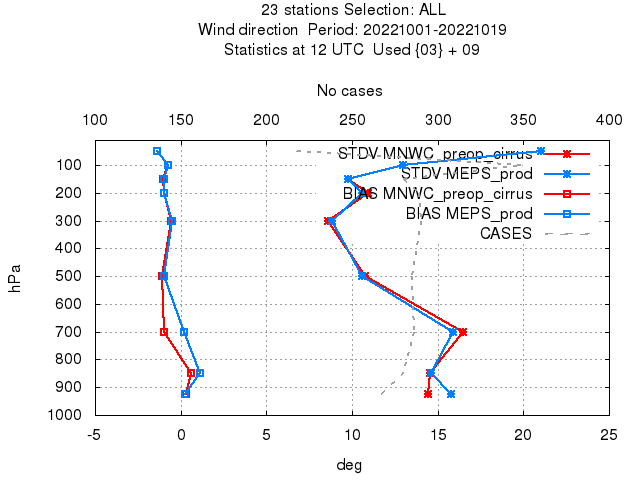 23 stations Selection: ALL
Wind direction  Period: 20221001-20221019
Statistics at 12 UTC  Used {03} + 09
No cases
100 150 200 250 300 350 400
STDV MNWC_preop_cirrus
STDV MEPS_prod
BIAS MNWC_preop_cirrus
BIAS MEPS_prod
CASES
hPa
100
200
300
400
500
600
700
800
900
1000
-5 0 5 10 15 20 25
deg